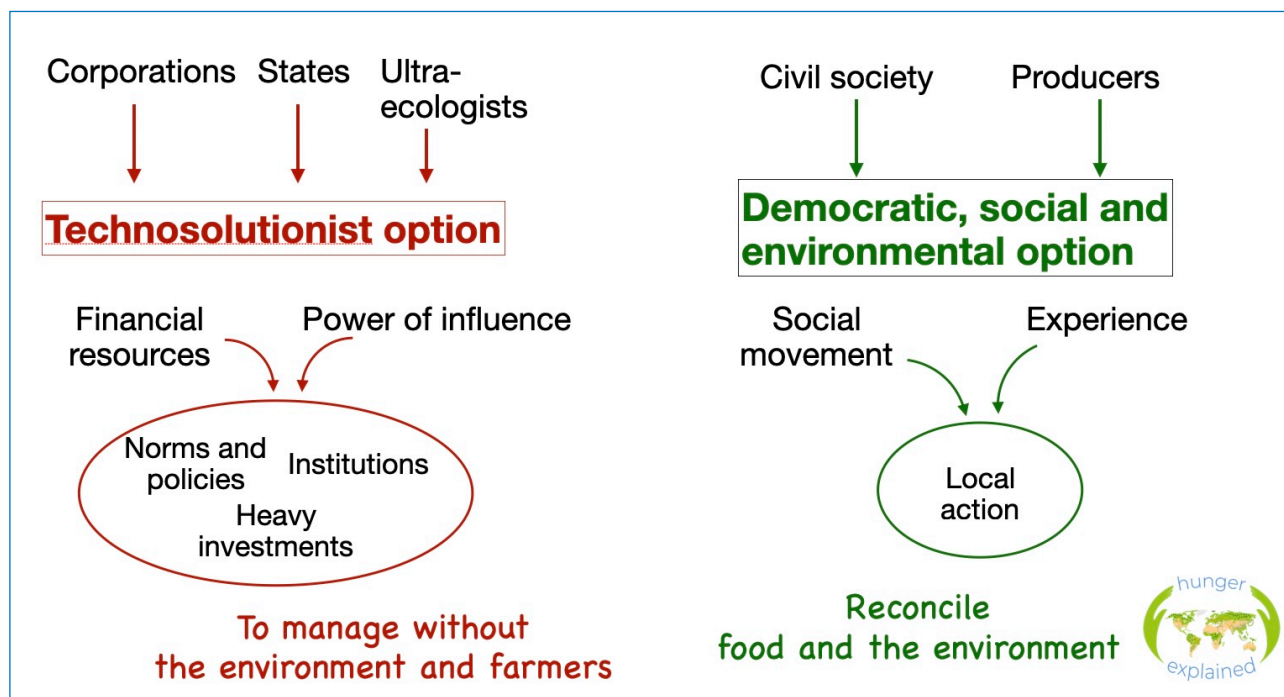 Corporations
States
Ultra-
ecologists
Technosolutionist option
Financial
resources
Power of influence
Norms and
policies
Institutions
Heavy
investments
To manage without
the environment and farmers
Civil society
Producers
Democratic, social and
environmental option
Social
movement
Experience
Local
action
Reconcile
food and the environment
hunger
explained